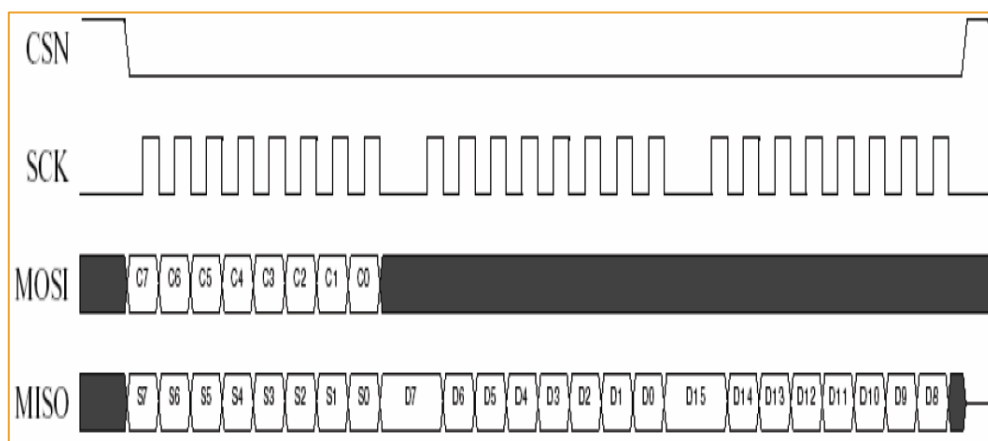 CSN
SCK
MOSI C7 C6 C5 C4 C3 C2 C1 C0
MISO S7 S6 S5 S4 S3 S2 S1 S0 D7 D6 D5 D4 D3 D2 D1 D0 D15 D14 D13 D12 D11 D10 D9 D8